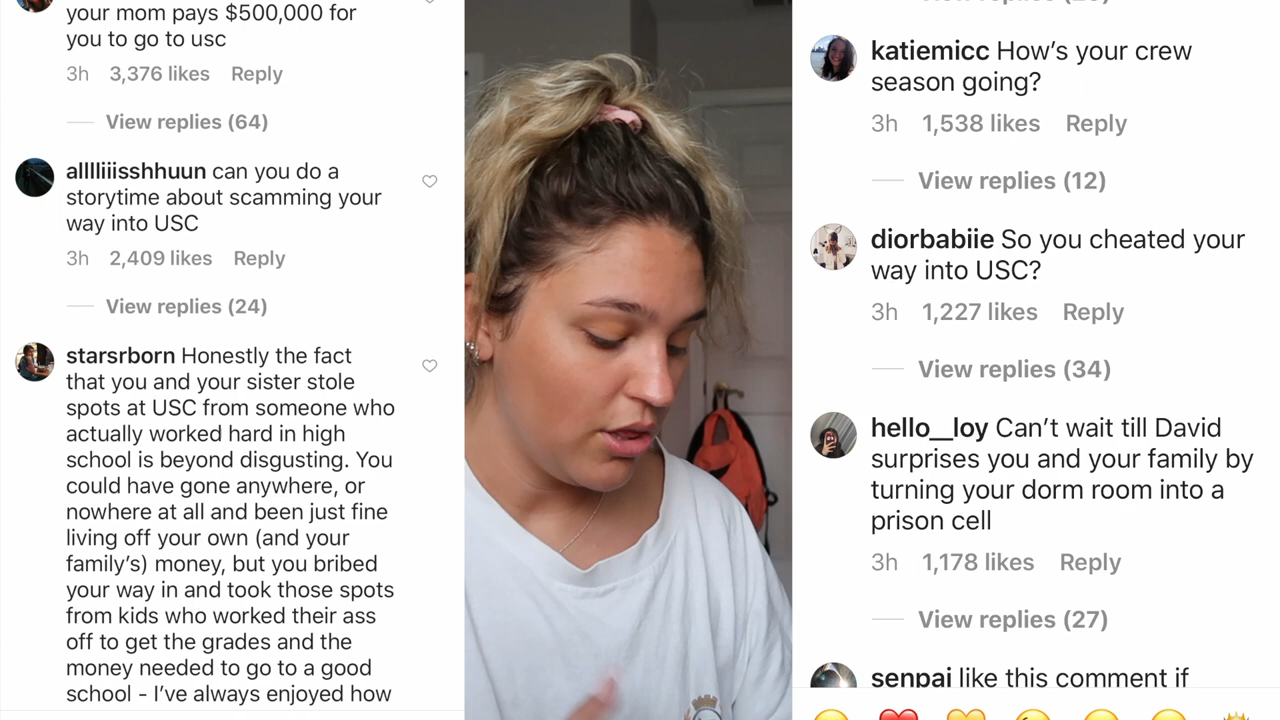 your mom pays $500,000 for
you to go to usc
3h 3,376 likes Reply
View replies (64)
alllliiisshhuun can you do a
storytime about scamming your
way into USC
3h 2,409 likes Reply
View replies (24)
starsrborn Honestly the fact
that you and your sister stole
spots at USC from someone who
actually worked hard in high
school is beyond disgusting. You
could have gone anywhere, or
nowhere at all and been just fine
living off your own (and your
family's) money, but you bribed
your way in and took those spots
from kids who worked their ass
off to get the grades and the
money needed to go to a good
school - I've always enjoyed how
katiemicc How's your crew
season going?
3h 1,538 likes Reply
View replies (12)
diorbabiie So you cheated your
way into USC?
3h 1,227 likes Reply
View replies (34)
hello__loy Can't wait till David
surprises you and your family by
turning your dorm room into a
prison cell
3h 1,178 likes Reply
View replies (27)
senpai like this comment if